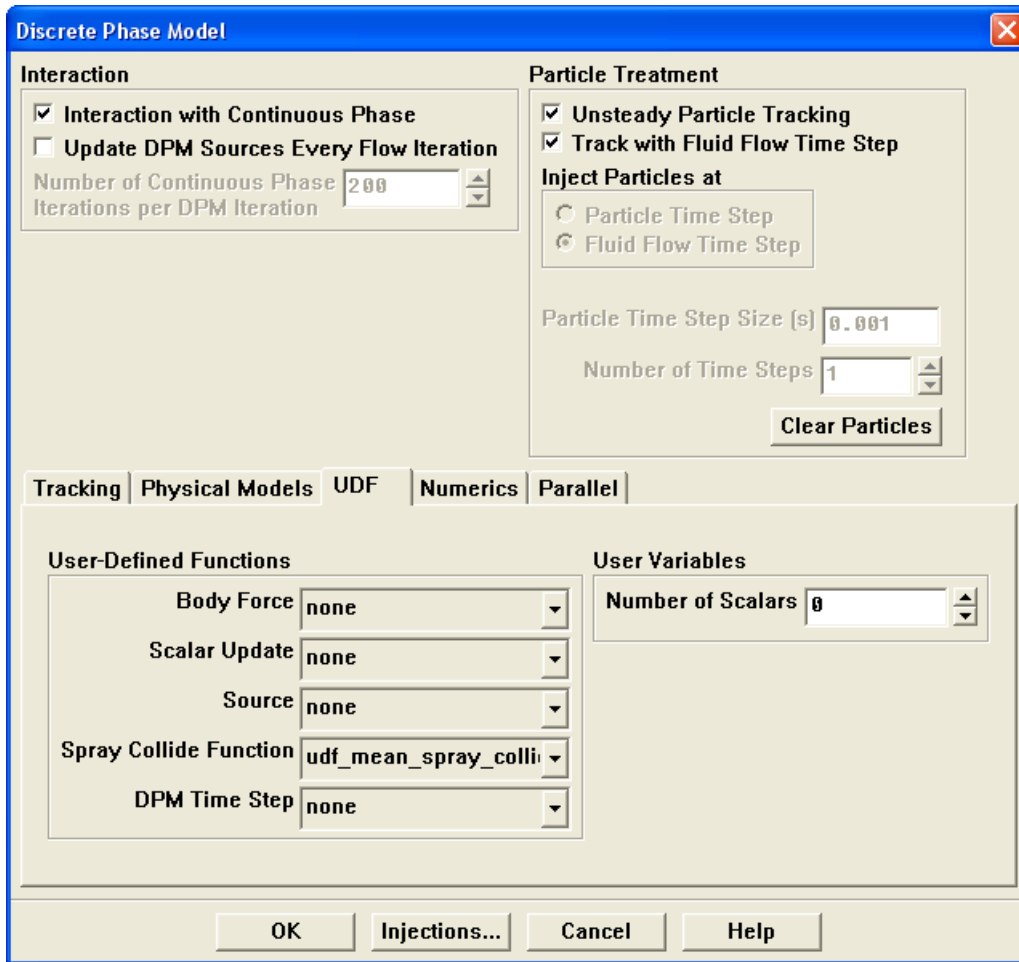 Discrete Phase Model
Interaction
Interaction with Continuous Phase
Update DPM Sources Every Flow Iteration
Number of Continuous Phase
Iterations per DPM Iteration
200
Particle Treatment
Unsteady Particle Tracking
Track with Fluid Flow Time Step
Inject Particles at
Particle Time Step
Fluid Flow Time Step
Particle Time Step Size (s) 0.001
Number of Time Steps 1
Clear Particles
Tracking Physical Models UDF Numerics Parallel
User-Defined Functions
Body Force none
Scalar Update none
Source none
Spray Collide Function udf_mean_spray_colli
DPM Time Step none
User Variables
Number of Scalars 0
OK Injections... Cancel Help